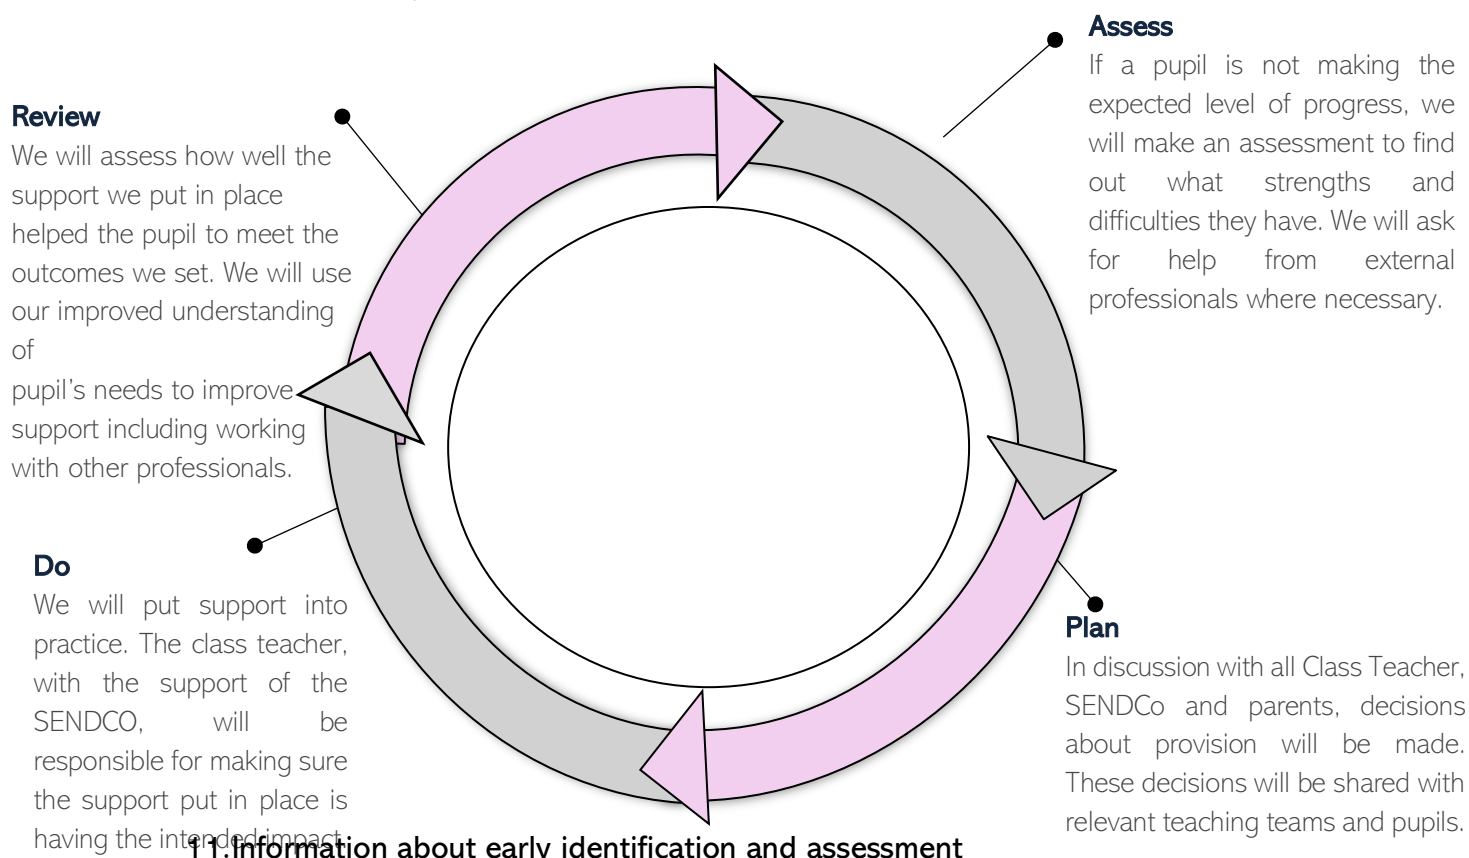 Assess
If a pupil is not making the
expected level of progress, we
will make an assessment to find
out what strengths and
difficulties they have. We will ask
for help from external
professionals where necessary.
Plan
In discussion with all Class Teacher,
SENDCo and parents, decisions
about provision will be made.
These decisions will be shared with
relevant teaching teams and pupils.
Do
We will put support into
practice. The class teacher,
with the support of the
SENDCO, will be
responsible for making sure
the support put in place is
having the intended impact.
Review
We will assess how well the
support we put in place
helped the pupil to meet the
outcomes we set. We will use
our improved understanding
of
pupil's needs to improve
support including working
with other professionals.
11.Information about early identification and assessment